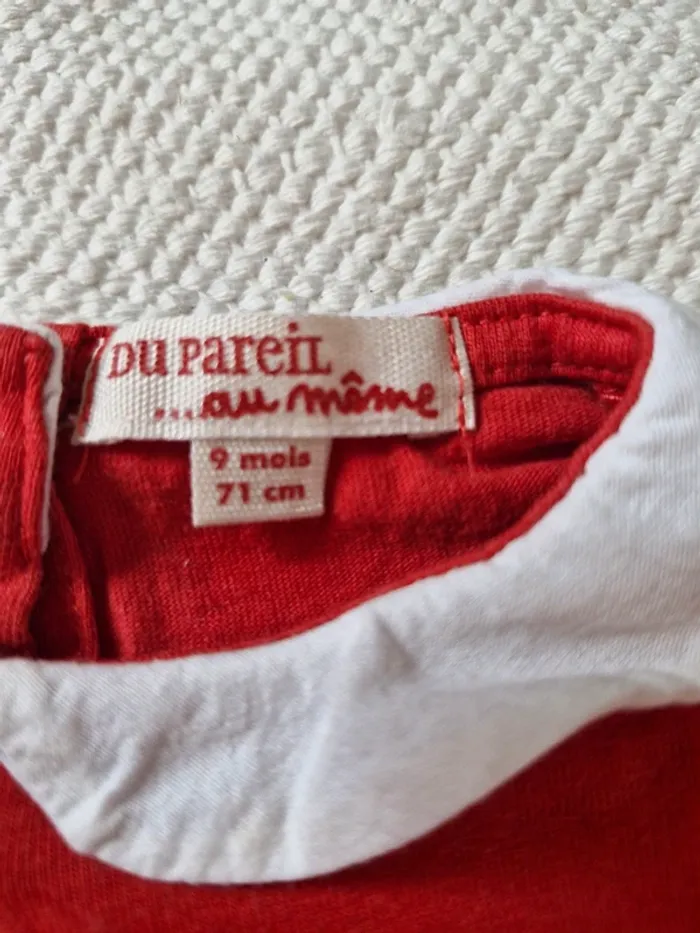 DU PAREIL
...au même
9 mois
71 cm